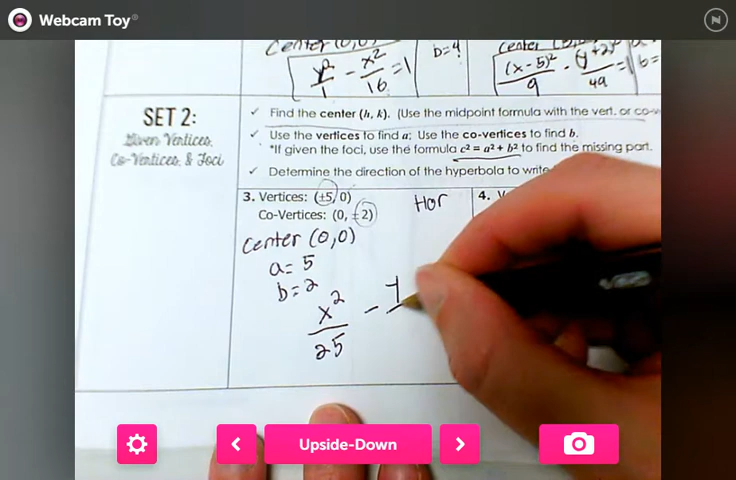 Webcam Toy®
Center (0,0)
y² - x² = 1
1 16
b=4
Center
(x-5)² - (y+2)² = 1
9 49
b=
SET 2:
Given Vertices,
Co-Vertices, & Foci
✓ Find the center (h, k). (Use the midpoint formula with the vert. or co-v
✓ Use the vertices to find a; Use the co-vertices to find b.
*If given the foci, use the formula c² = a² + b² to find the missing part.
✓ Determine the direction of the hyperbola to write
3. Vertices: (±5, 0)
Co-Vertices: (0, ±2)
Hor
4. V
Center (0,0)
a=5
b=2
x² -
25
Upside-Down